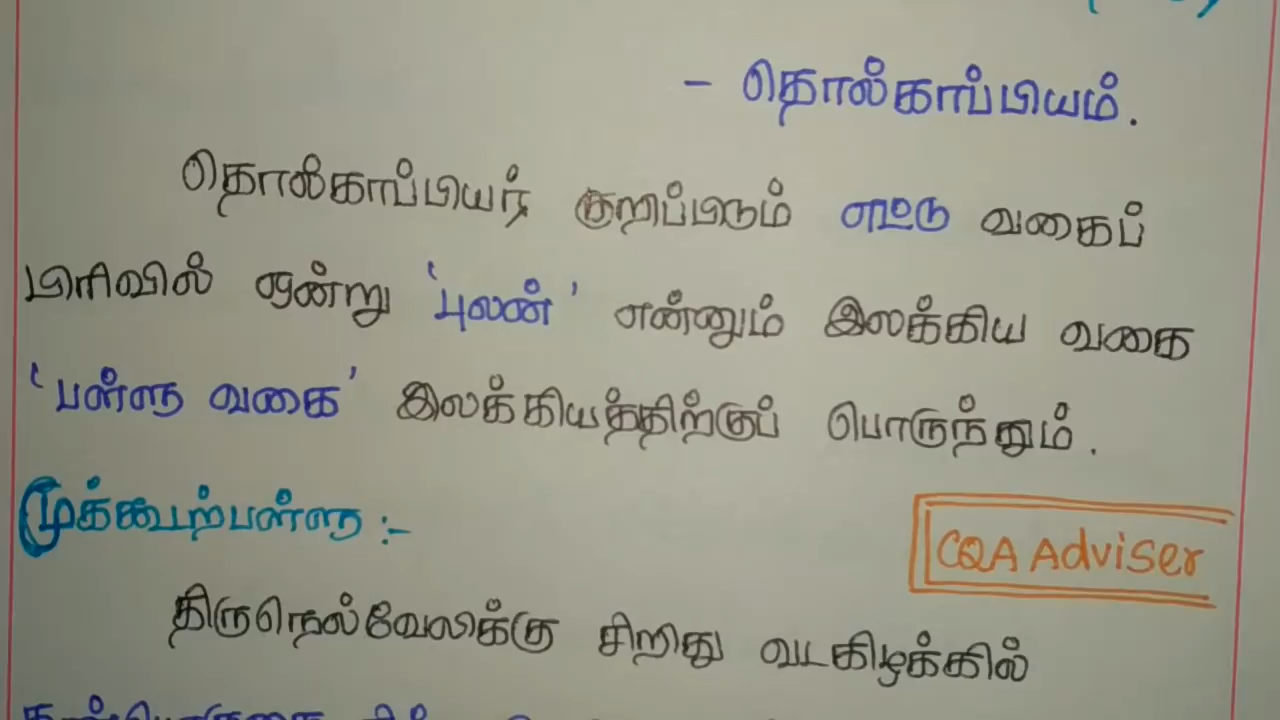 - தொல்காப்பியம்.
தொல்காப்பியர் குறிப்பிடும் எட்டு வகைப்
பிரிவில் ஒன்று 'புலன்' என்னும் இலக்கிய வகை
'பள்ளு வகை' இலக்கியத்திற்குப் பொருந்தும்.
முக்கூடற்பள்ளு :-
CQA Adviser
திருநெல்வேலிக்கு சிறிது வடகிழக்கில்